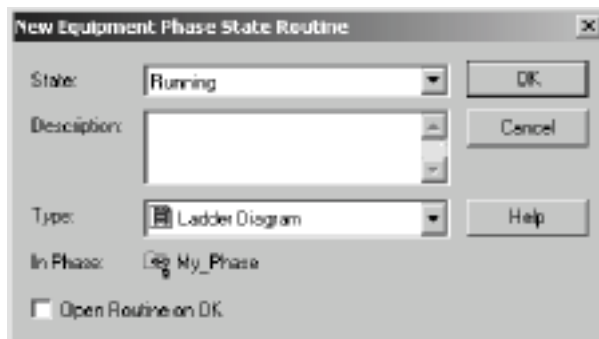 New Equipment Phase State Routine
State: Running OK
Description: Cancel
Type: Ladder Diagram Help
In Phase: My_Phase
Open Routine on OK